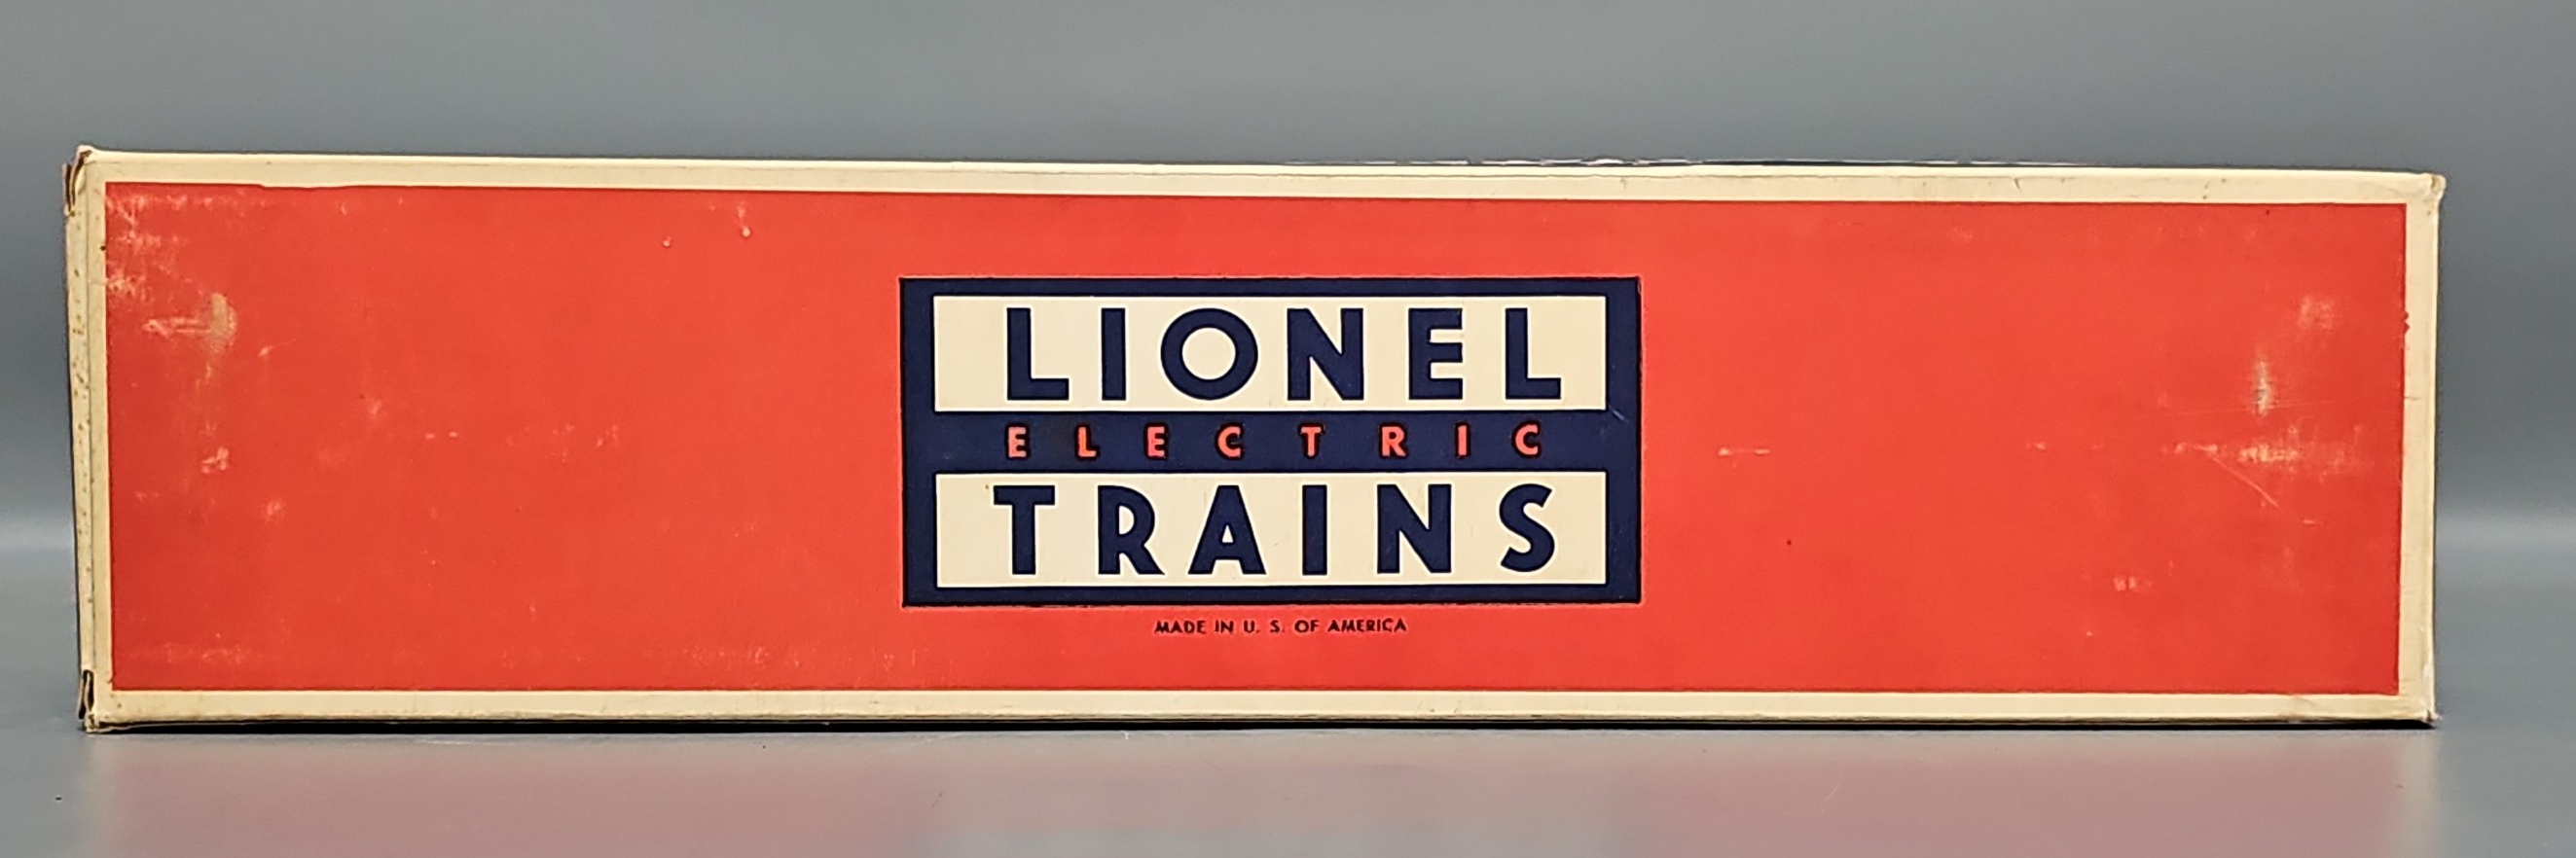 LIONEL
ELECTRIC
TRAINS
MADE IN U. S. OF AMERICA